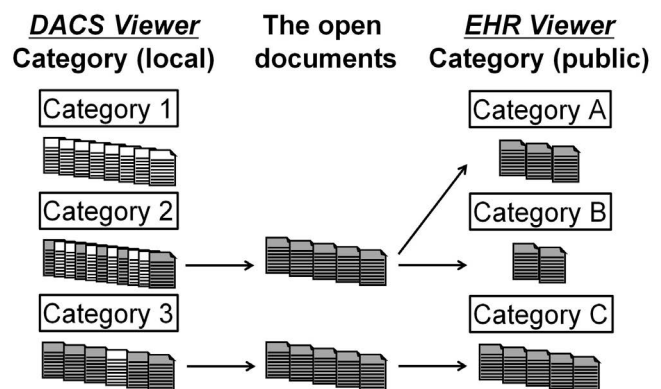 DACS Viewer
Category (local)
The open
documents
EHR Viewer
Category (public)
Category 1
Category A
Category 2
Category B
Category 3
Category C